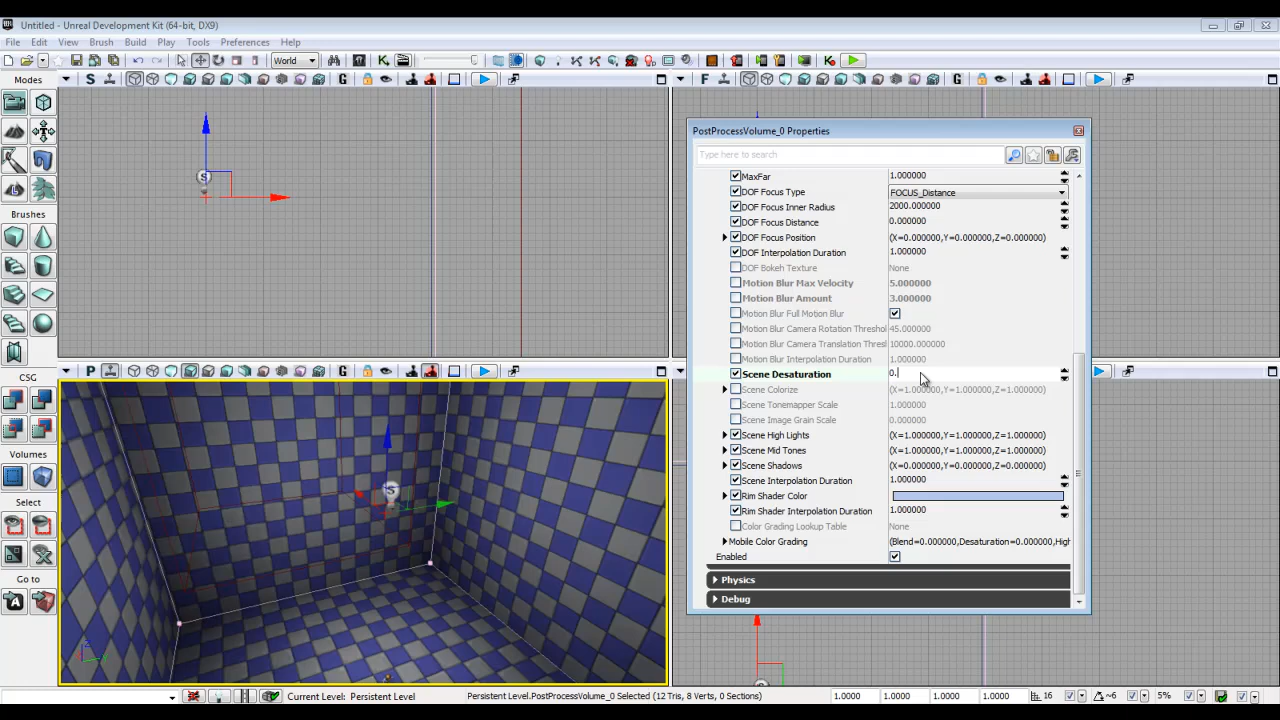 Untitled - Unreal Development Kit (64-bit, DX9)
File Edit View Brush Build Play Tools Preferences Help
World
Modes
S
G
F
G
PostProcessVolume_0 Properties
Type here to search
MaxFar 1.000000
DOF Focus Type FOCUS_Distance
DOF Focus Inner Radius 2000.000000
DOF Focus Distance 0.000000
DOF Focus Position (X=0.000000,Y=0.000000,Z=0.000000)
DOF Interpolation Duration 1.000000
DOF Bokeh Texture None
Motion Blur Max Velocity 5.000000
Motion Blur Amount 3.000000
Motion Blur Full Motion Blur
Motion Blur Camera Rotation Threshol 45.000000
Motion Blur Camera Translation Thresl 10000.000000
Motion Blur Interpolation Duration 1.000000
Scene Desaturation 0.
Scene Colorize (X=1.000000,Y=1.000000,Z=1.000000)
Scene Tonemapper Scale 1.000000
Scene Image Grain Scale 0.000000
Scene High Lights (X=1.000000,Y=1.000000,Z=1.000000)
Scene Mid Tones (X=1.000000,Y=1.000000,Z=1.000000)
Scene Shadows (X=0.000000,Y=0.000000,Z=0.000000)
Scene Interpolation Duration 1.000000
Rim Shader Color
Rim Shader Interpolation Duration 1.000000
Color Grading Lookup Table None
Mobile Color Grading (Blend=0.000000,Desaturation=0.000000,High
Enabled
Physics
Debug
Brushes
CSG
Volumes
Select
Go to
P
G
S
Current Level: Persistent Level
Persistent Level.PostProcessVolume_0 Selected (12 Tris, 8 Verts, 0 Sections)
1.0000 1.0000 1.0000 1.0000 16 ~6 5%